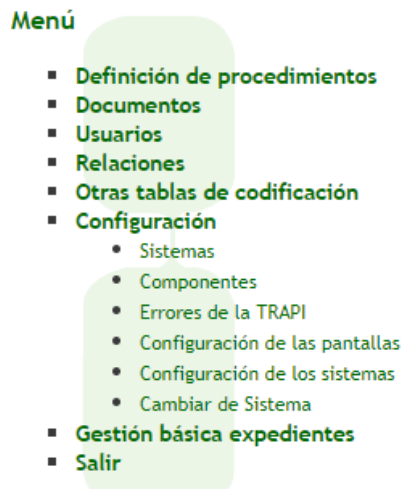 Menú
Definición de procedimientos
Documentos
Usuarios
Relaciones
Otras tablas de codificación
Configuración
Sistemas
Componentes
Errores de la TRAPI
Configuración de las pantallas
Configuración de los sistemas
Cambiar de Sistema
Gestión básica expedientes
Salir